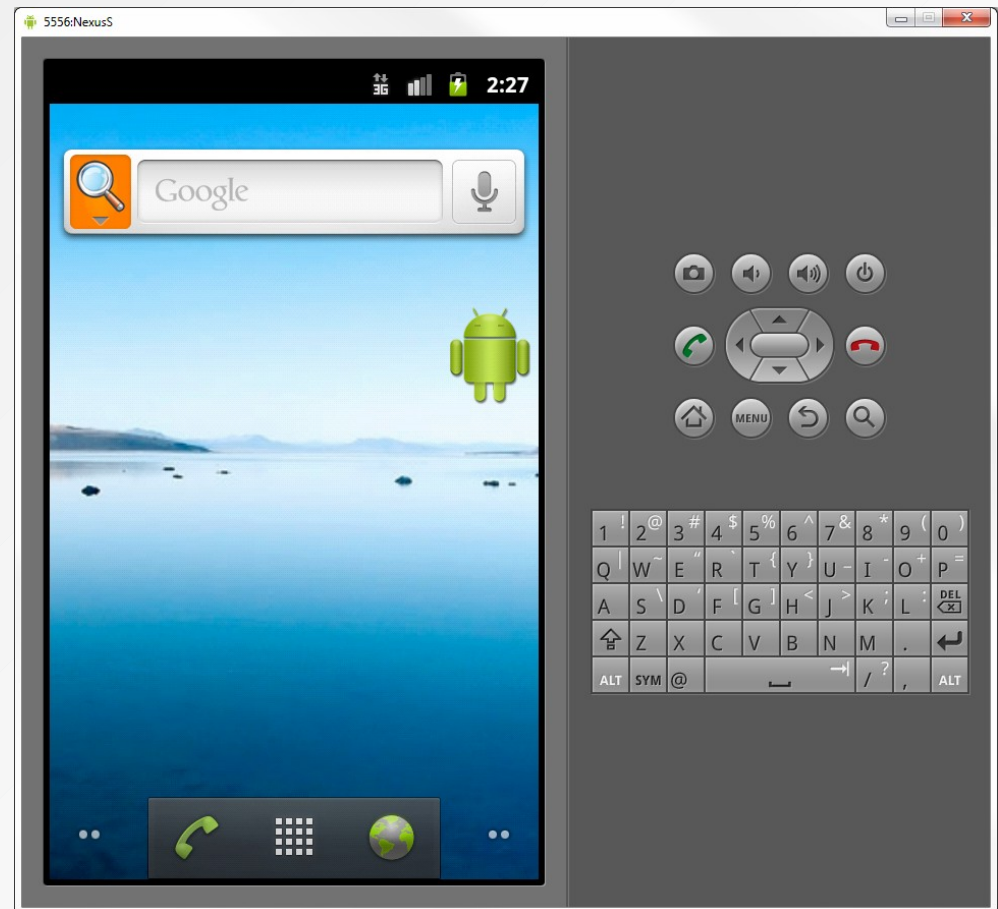 5556:NexusS
3G 2:27
Google
MENU
1 ! 2 @ 3 # 4 $ 5 % 6 ^ 7 & 8 * 9 ( 0 )
Q | W ~ E " R ` T { Y } U _ I - O + P =
A S \ D ' F [ G ] H < J > K ; L : DEL
Z X C V B N M .
ALT SYM @ / ? , ALT